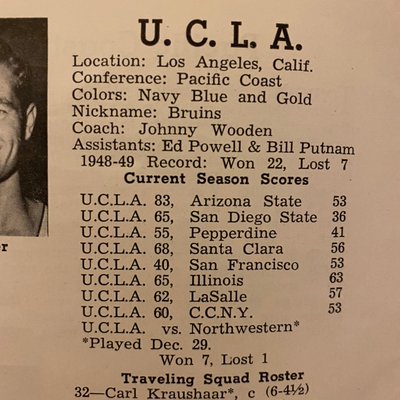 U. C. L. A.
Location: Los Angeles, Calif.
Conference: Pacific Coast
Colors: Navy Blue and Gold
Nickname: Bruins
Coach: Johnny Wooden
Assistants: Ed Powell & Bill Putnam
1948-49 Record: Won 22, Lost 7
Current Season Scores
U.C.L.A. 83, Arizona State 53
U.C.L.A. 65, San Diego State 36
U.C.L.A. 55, Pepperdine 41
U.C.L.A. 68, Santa Clara 56
U.C.L.A. 40, San Francisco 53
U.C.L.A. 65, Illinois 63
U.C.L.A. 62, LaSalle 57
U.C.L.A. 60, C.C.N.Y. 53
U.C.L.A. vs. Northwestern*
*Played Dec. 29.
Won 7, Lost 1
Traveling Squad Roster
32—Carl Kraushaar*, c (6-4½)